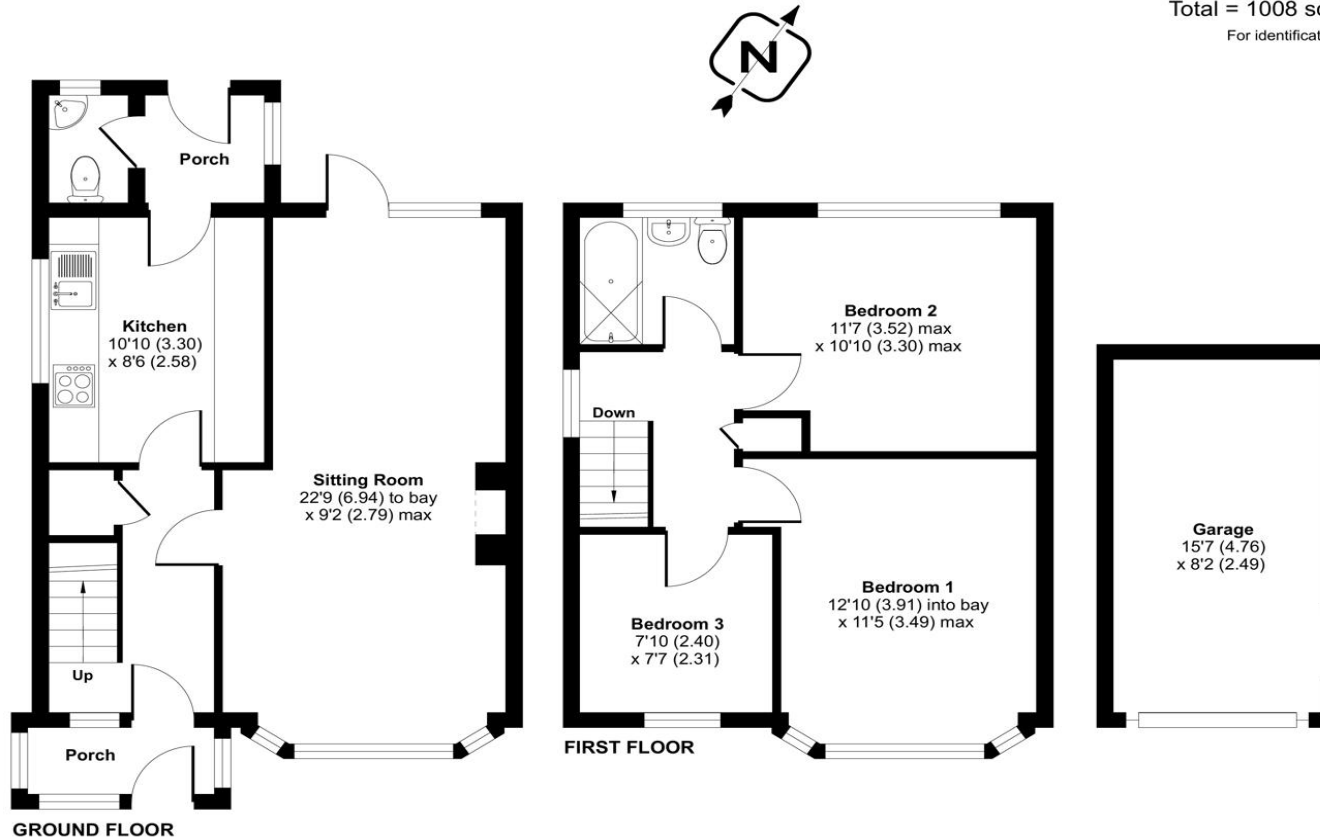 Total = 1008 s
For identificat
N
Porch
Kitchen
10'10 (3.30)
x 8'6 (2.58)
Sitting Room
22'9 (6.94) to bay
x 9'2 (2.79) max
Up
Porch
GROUND FLOOR
Bedroom 2
11'7 (3.52) max
x 10'10 (3.30) max
Down
Bedroom 1
12'10 (3.91) into bay
x 11'5 (3.49) max
Bedroom 3
7'10 (2.40)
x 7'7 (2.31)
FIRST FLOOR
Garage
15'7 (4.76)
x 8'2 (2.49)